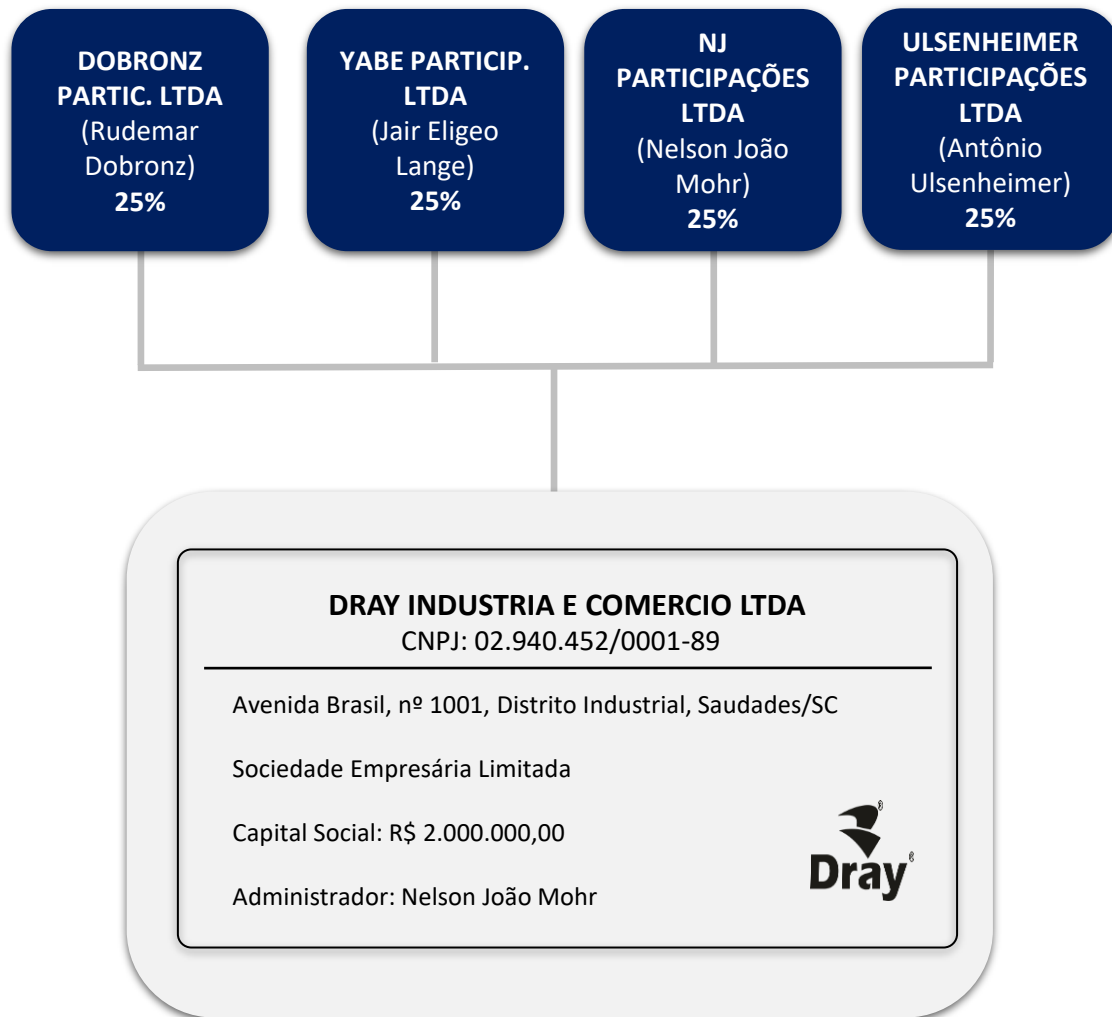 DOBRONZ
PARTIC. LTDA
(Rudemar
Dobronz)
25%
YABE PARTICIP.
LTDA
(Jair Eligeo
Lange)
25%
NJ
PARTICIPAÇÕES
LTDA
(Nelson João
Mohr)
25%
ULSENHEIMER
PARTICIPAÇÕES
LTDA
(Antônio
Ulsenheimer)
25%
DRAY INDUSTRIA E COMERCIO LTDA
CNPJ: 02.940.452/0001-89
Avenida Brasil, nº 1001, Distrito Industrial, Saudades/SC
Sociedade Empresária Limitada
Capital Social: R$ 2.000.000,00
Administrador: Nelson João Mohr
®
Dray®